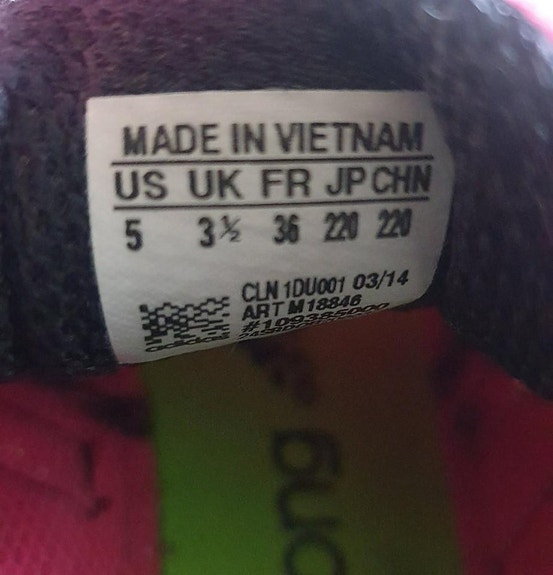 MADE IN VIETNAM
US UK FR JP CHN
5 3½ 36 220 220
CLN 1DU001 03/14
ART M18846
adidas